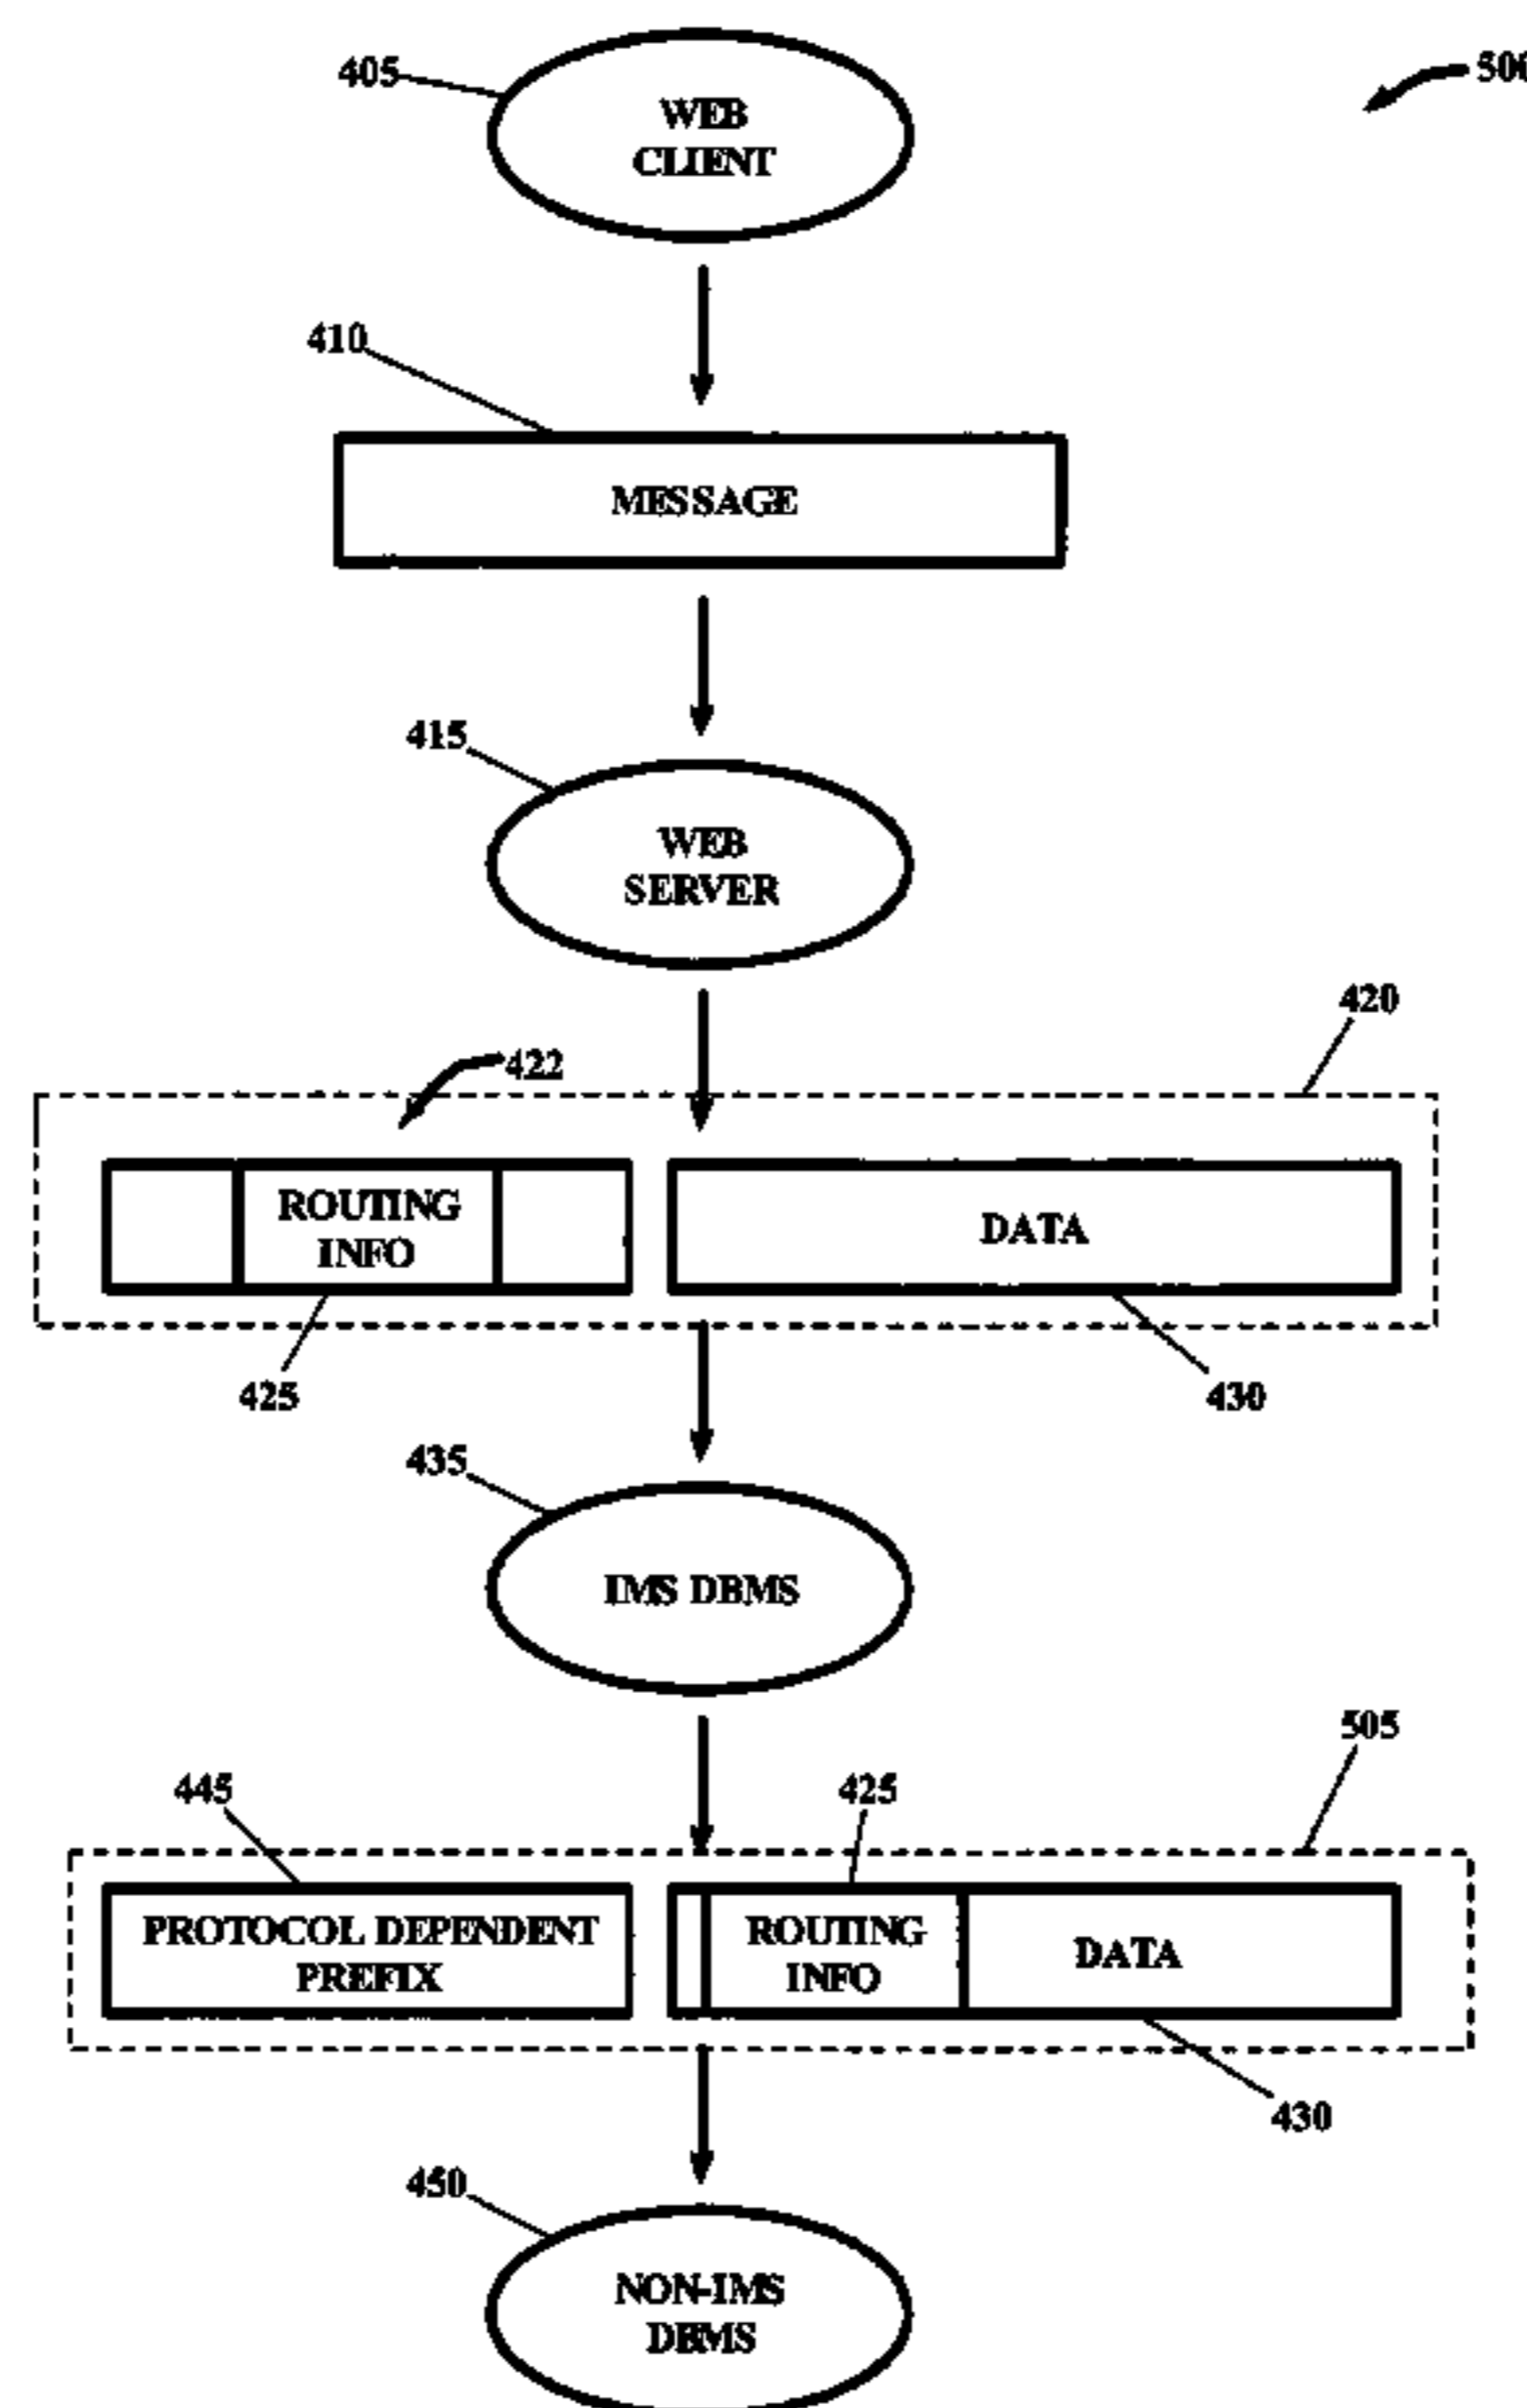 405
WEB
CLIENT
500
410
MESSAGE
415
WEB
SERVER
420
422
ROUTING
INFO
DATA
425
430
435
IMS DBMS
505
445
425
PROTOCOL DEPENDENT
PREFIX
ROUTING
INFO
DATA
430
450
NON-IMS
DBMS